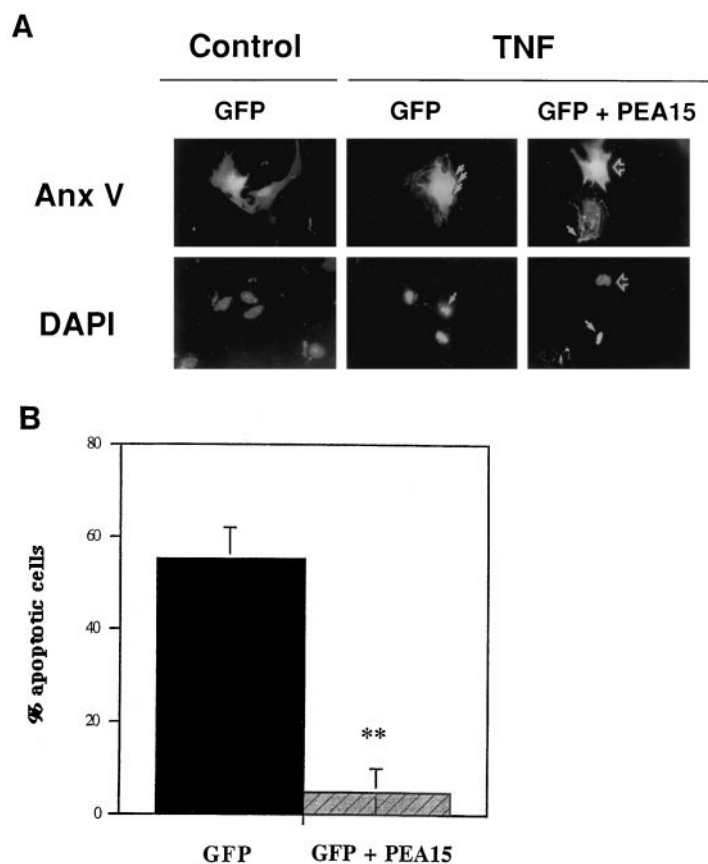 A
Control TNF
GFP GFP GFP + PEA15
Anx V
DAPI
B
80
60
40
20
0
% apoptotic cells
**
GFP GFP + PEA15